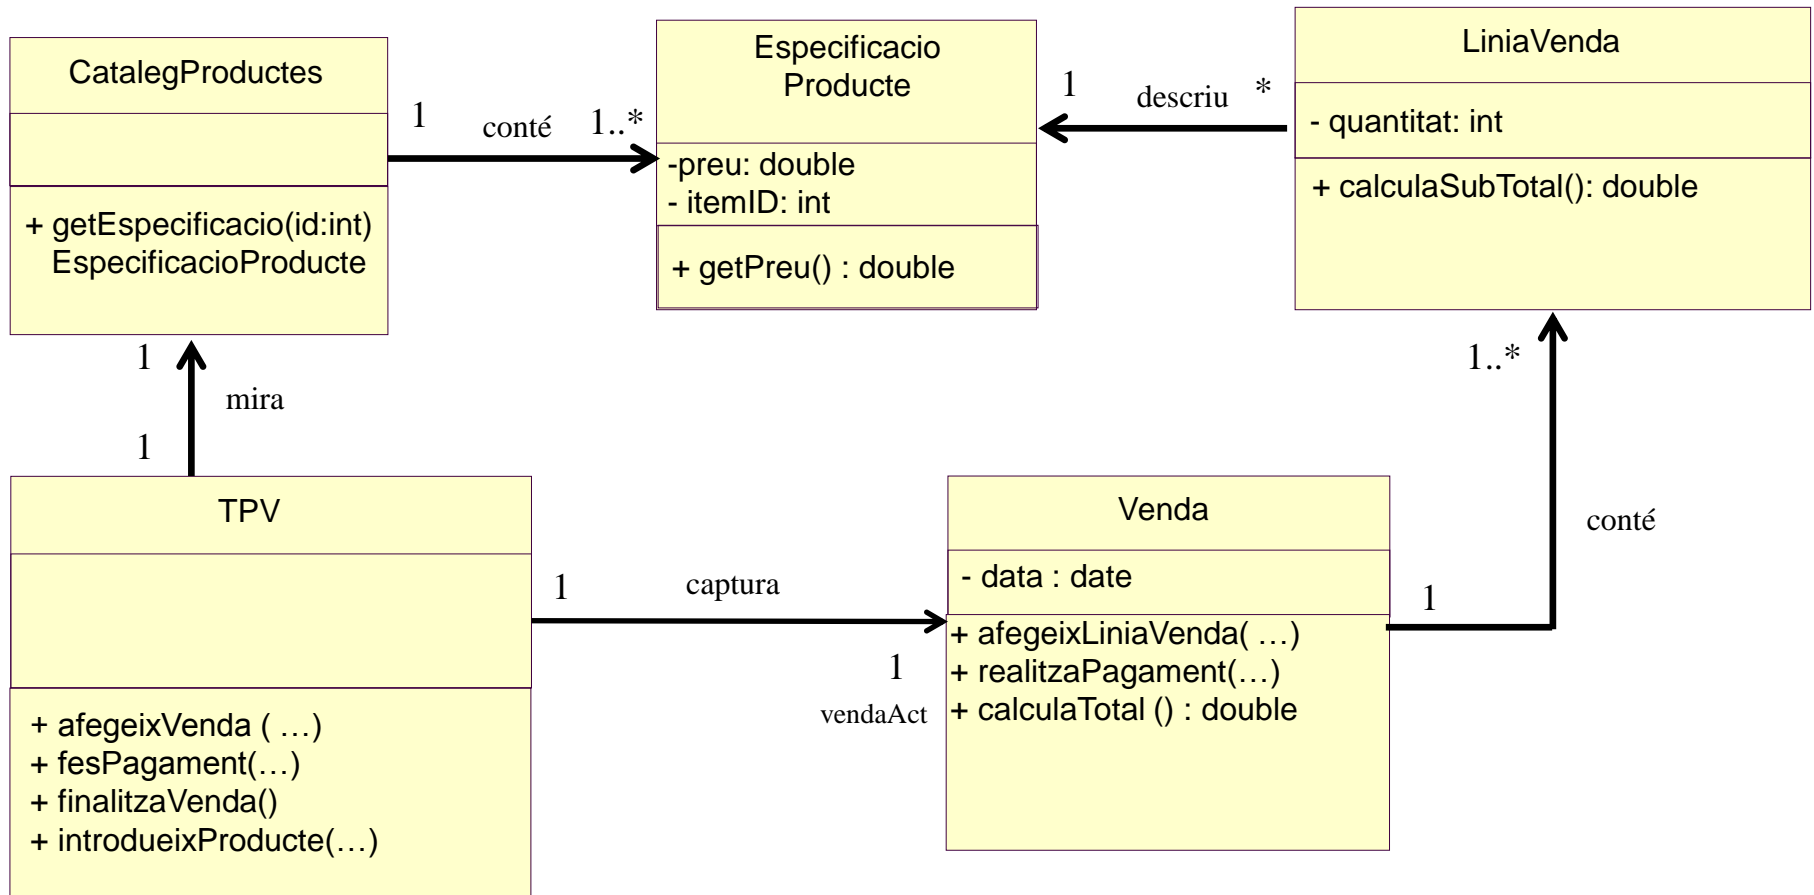 CatalegProductes
+ getEspecificacio(id:int)
EspecificacioProducte
1
conté
1..*
Especificacio
Producte
-preu: double
- itemID: int
+ getPreu() : double
1
descriu
*
LiniaVenda
- quantitat: int
+ calculaSubTotal(): double
1
mira
1
1..*
conté
1
TPV
+ afegeixVenda ( …)
+ fesPagament(…)
+ finalitzaVenda()
+ introdueixProducte(…)
1
captura
1
vendaAct
Venda
- data : date
+ afegeixLiniaVenda( …)
+ realitzaPagament(…)
+ calculaTotal () : double